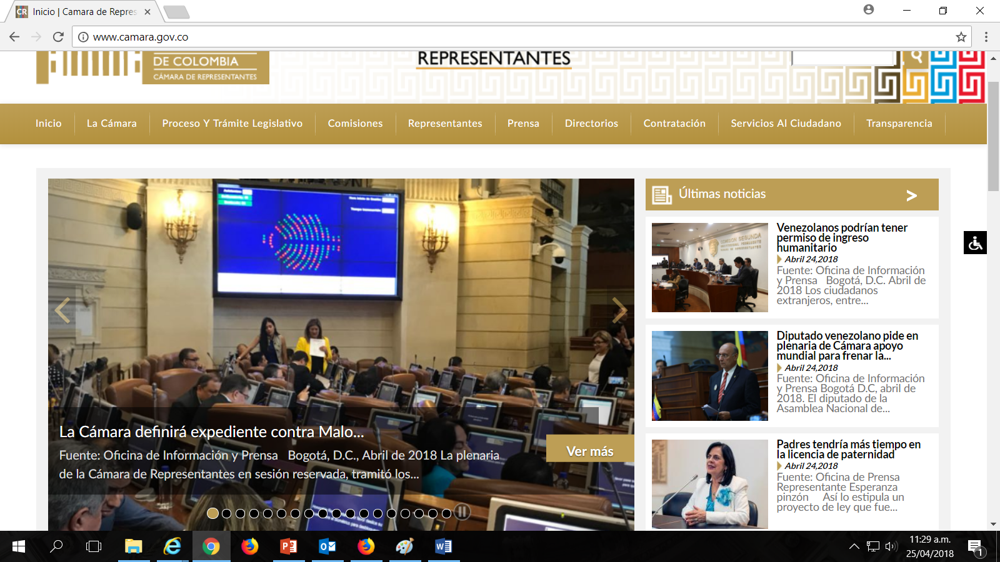 Inicio | Camara de Repres
www.camara.gov.co
DE COLOMBIA
CÁMARA DE REPRESENTANTES
REPRESENTANTES
Inicio
La Cámara
Proceso Y Trámite Legislativo
Comisiones
Representantes
Prensa
Directorios
Contratación
Servicios Al Ciudadano
Transparencia
La Cámara definirá expediente contra Malo...
Fuente: Oficina de Información y Prensa Bogotá, D.C., Abril de 2018 La plenaria
de la Cámara de Representantes en sesión reservada, tramitó los...
Ver más
Últimas noticias
COMISION SEGUNDA
Venezolanos podrían tener
permiso de ingreso
humanitario
Abril 24,2018
Fuente: Oficina de Información
y Prensa Bogotá, D.C. Abril de
2018 Los ciudadanos
extranjeros, entre...
Diputado venezolano pide en
plenaria de Cámara apoyo
mundial para frenar la...
Abril 24,2018
Fuente: Oficina de Información
y Prensa Bogotá D.C, abril de
2018. El diputado de la
Asamblea Nacional de...
Padres tendría más tiempo en
la licencia de paternidad
Abril 24,2018
Fuente: Oficina de Prensa
Representante Esperanza
pinzón Así lo estipula un
proyecto de ley que fue...
11:29 a.m.
25/04/2018
1